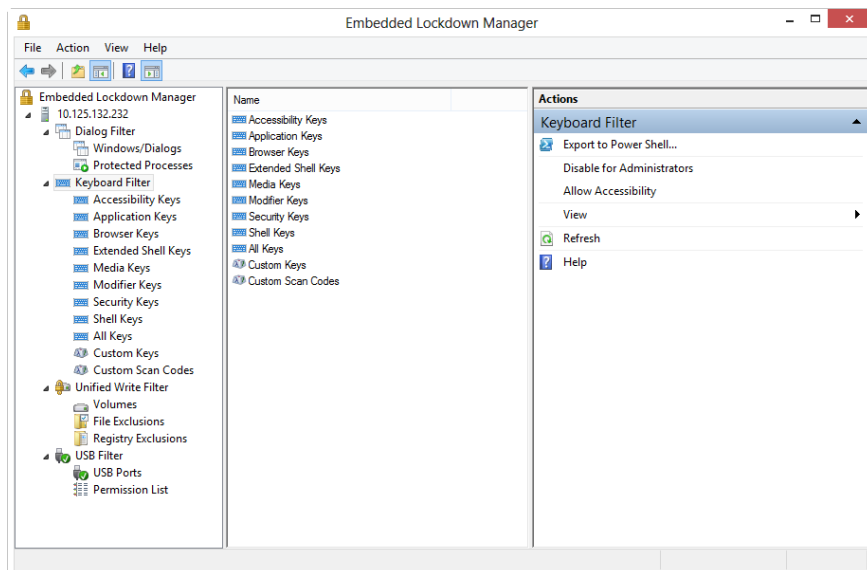 Embedded Lockdown Manager
File Action View Help
Embedded Lockdown Manager
10.125.132.232
Dialog Filter
Windows/Dialogs
Protected Processes
Keyboard Filter
Accessibility Keys
Application Keys
Browser Keys
Extended Shell Keys
Media Keys
Modifier Keys
Security Keys
Shell Keys
All Keys
Custom Keys
Custom Scan Codes
Unified Write Filter
Volumes
File Exclusions
Registry Exclusions
USB Filter
USB Ports
Permission List
Name
Accessibility Keys
Application Keys
Browser Keys
Extended Shell Keys
Media Keys
Modifier Keys
Security Keys
Shell Keys
All Keys
Custom Keys
Custom Scan Codes
Actions
Keyboard Filter
Export to Power Shell...
Disable for Administrators
Allow Accessibility
View
Refresh
Help